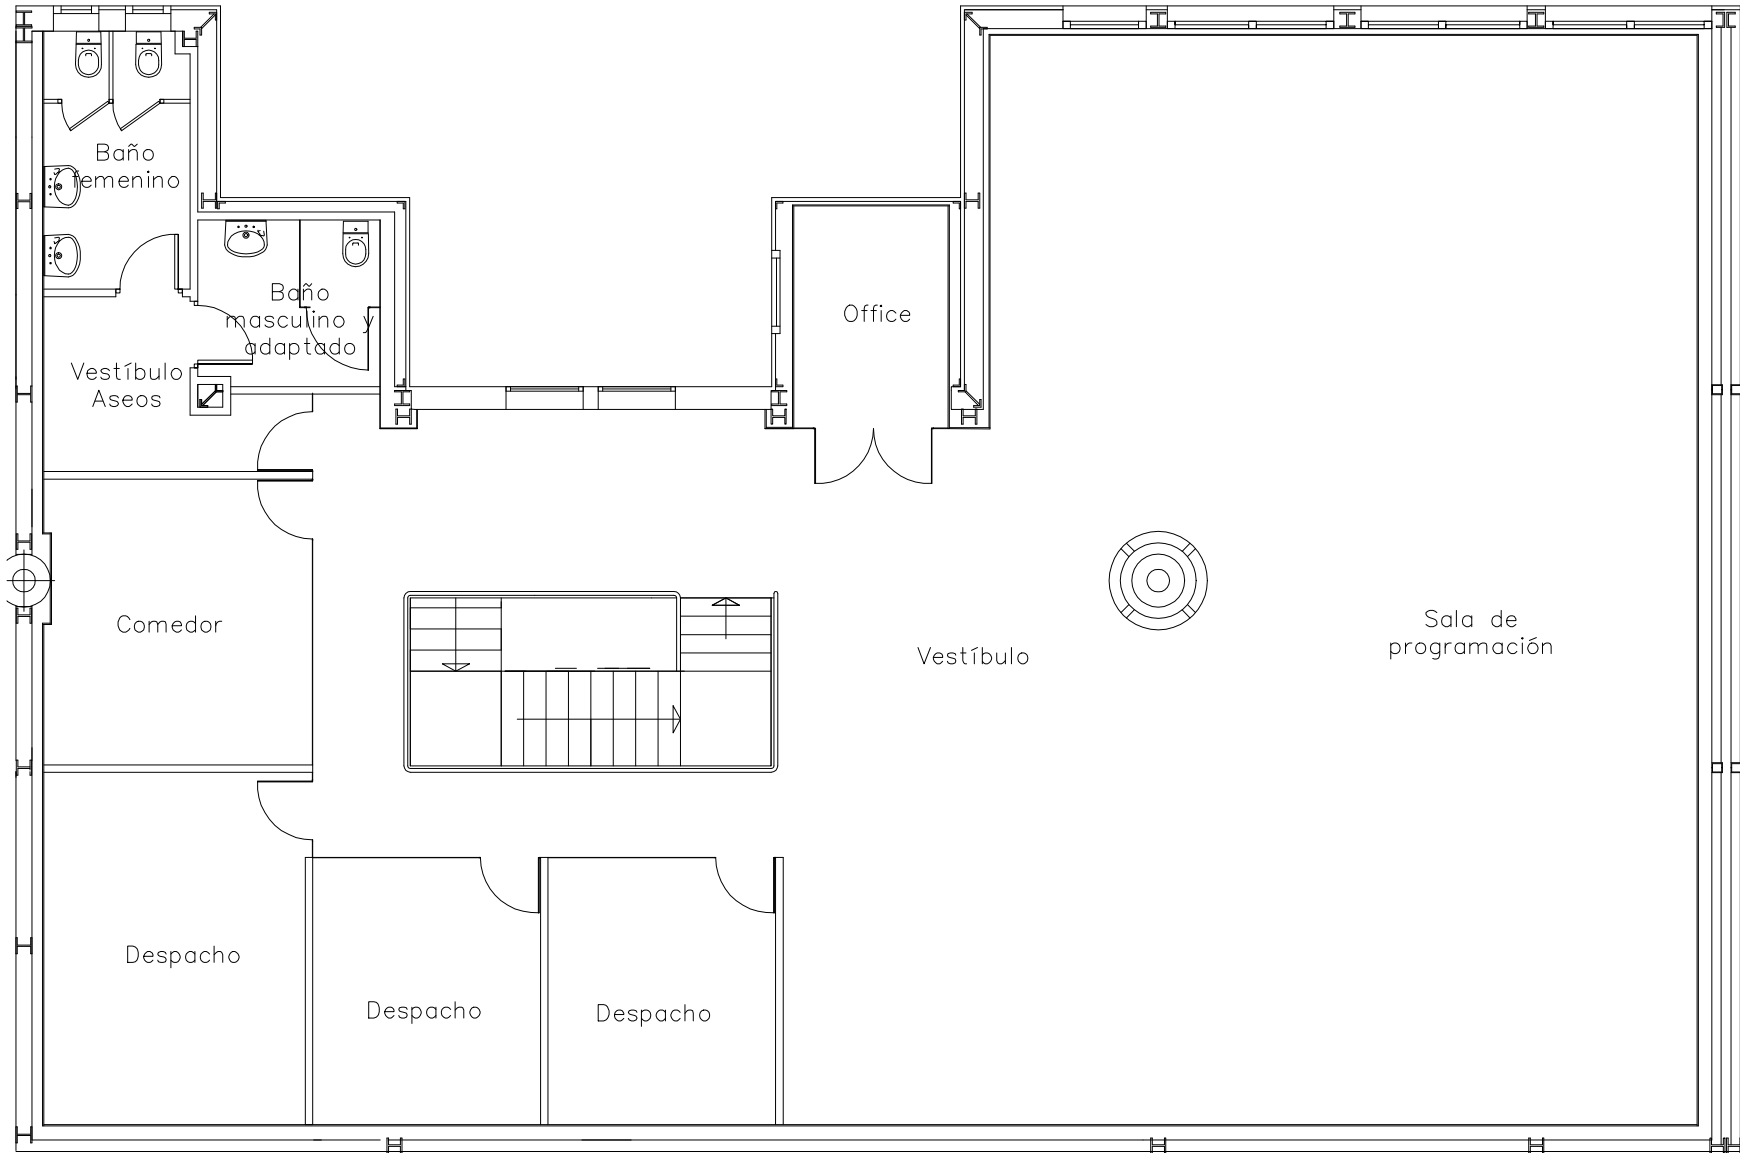 Baño
femenino
Baño
masculino y
adaptado
Vestíbulo
Aseos
Office
Comedor
Vestíbulo
Sala de
programación
Despacho
Despacho
Despacho